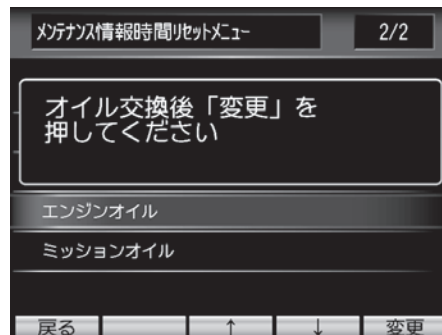 ﾒﾝﾃﾅﾝｽ情報時間ﾘｾｯﾄﾒﾆｭｰ
2/2
オイル交換後「変更」を
押してください
エンジンオイル
ミッションオイル
戻る ↑ ↓ 変更